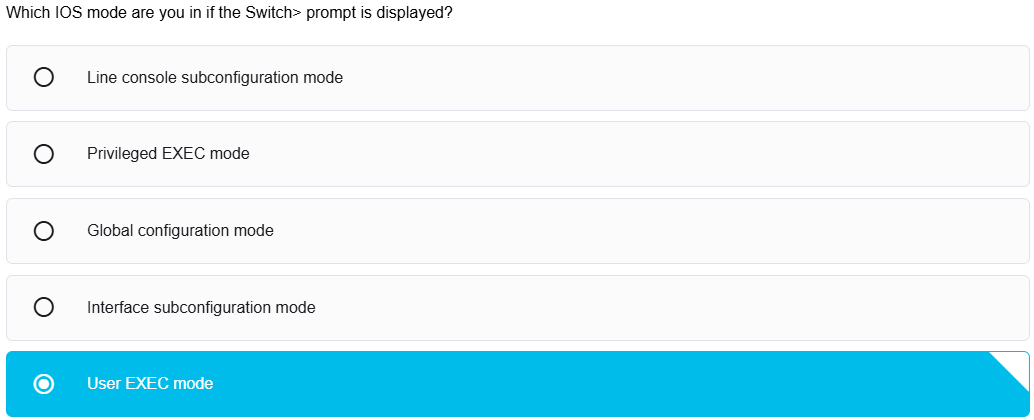 Which IOS mode are you in if the Switch> prompt is displayed?
Line console subconfiguration mode
Privileged EXEC mode
Global configuration mode
Interface subconfiguration mode
User EXEC mode